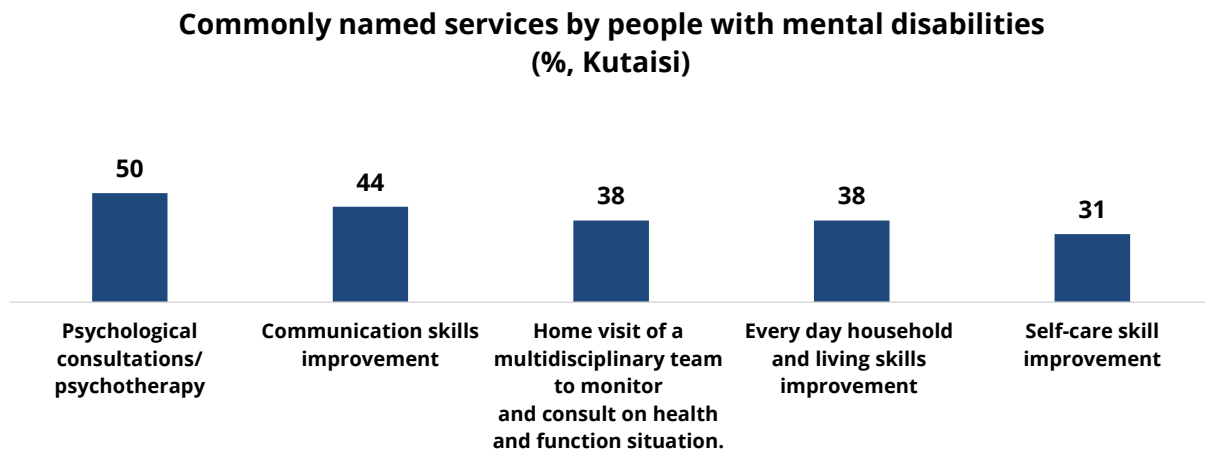 Commonly named services by people with mental disabilities
(%, Kutaisi)
50
44
38
38
31
Psychological
consultations/
psychotherapy
Communication skills
improvement
Home visit of a
multidisciplinary team
to monitor
and consult on health
and function situation.
Every day household
and living skills
improvement
Self-care skill
improvement